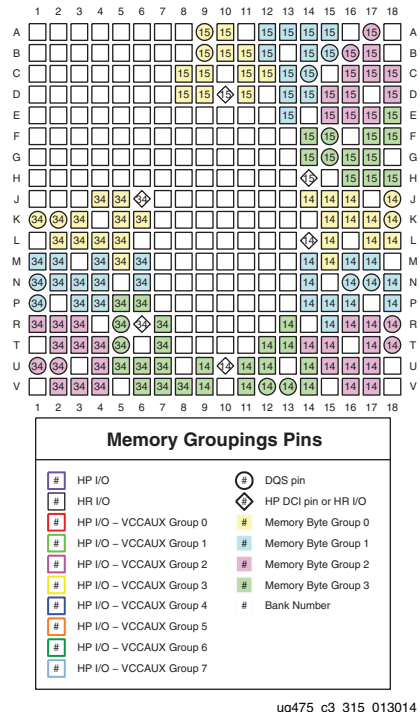 1 2 3 4 5 6 7 8 9 10 11 12 13 14 15 16 17 18
A 15 15 15 15 15 15 15 A
B 15 15 15 15 15 15 15 15 B
C 15 15 15 15 15 15 15 15 15 C
D 15 15 15 15 15 15 15 15 15 D
E 15 15 15 15 15 E
F 15 15 15 15 F
G 15 15 15 15 G
H 15 15 15 15 H
J 34 34 34 14 14 14 14 J
K 34 34 34 34 34 14 14 14 14 K
L 34 34 34 34 14 14 14 14 L
M 34 34 34 34 34 14 15 14 14 M
N 34 34 34 34 34 14 14 14 14 N
P 34 34 34 34 34 14 14 14 14 14 P
R 34 34 34 34 34 34 14 14 14 14 14 R
T 34 34 34 34 34 14 14 14 14 14 14 14 T
U 34 34 34 34 34 34 14 14 14 14 14 14 14 14 U
V 34 34 34 34 34 34 14 14 14 14 14 14 14 V
1 2 3 4 5 6 7 8 9 10 11 12 13 14 15 16 17 18
Memory Groupings Pins
# HP I/O
# HR I/O
# HP I/O – VCCAUX Group 0
# HP I/O – VCCAUX Group 1
# HP I/O – VCCAUX Group 2
# HP I/O – VCCAUX Group 3
# HP I/O – VCCAUX Group 4
# HP I/O – VCCAUX Group 5
# HP I/O – VCCAUX Group 6
# HP I/O – VCCAUX Group 7
# DQS pin
# HP DCI pin or HR I/O
# Memory Byte Group 0
# Memory Byte Group 1
# Memory Byte Group 2
# Memory Byte Group 3
# Bank Number
ug475_c3_315_013014